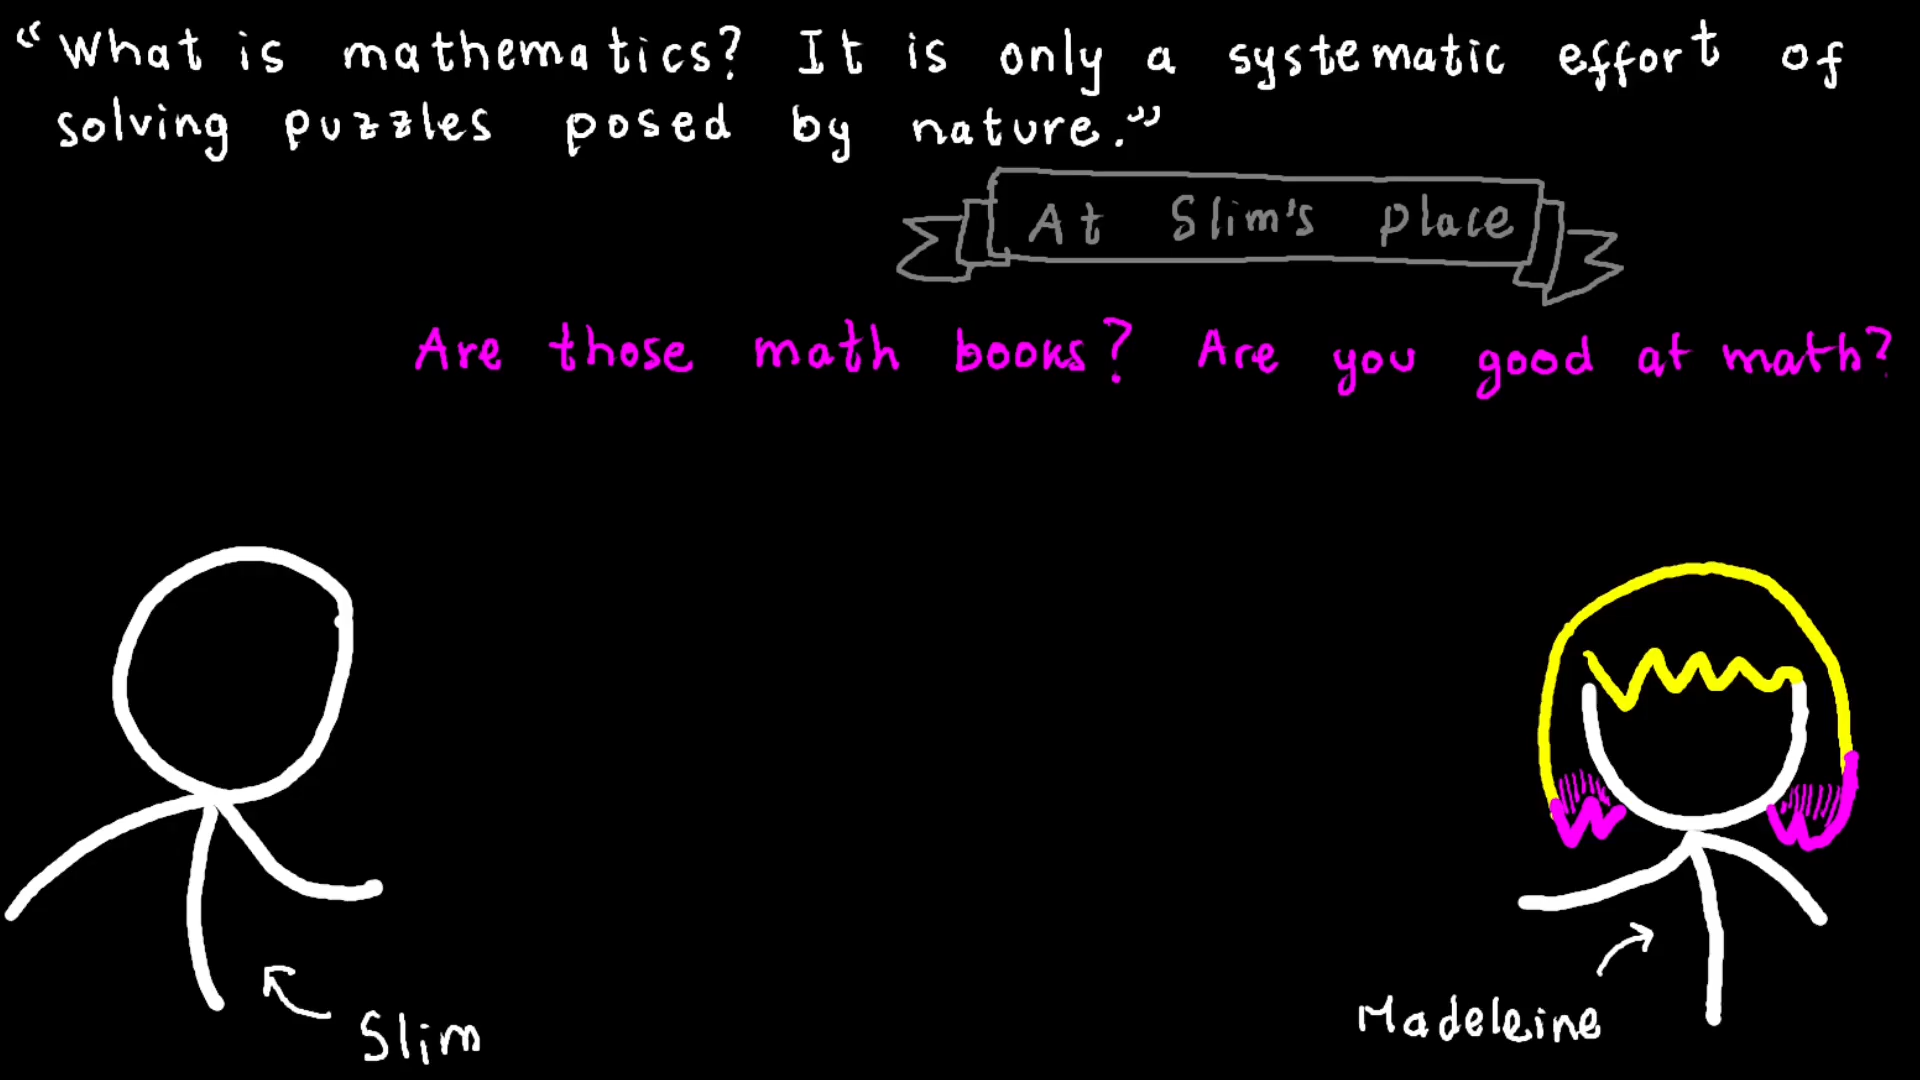 “What is mathematics? It is only a systematic effort of
solving puzzles posed by nature.”
At Slim's place
Are those math books? Are you good at math?
Slim
Madeleine